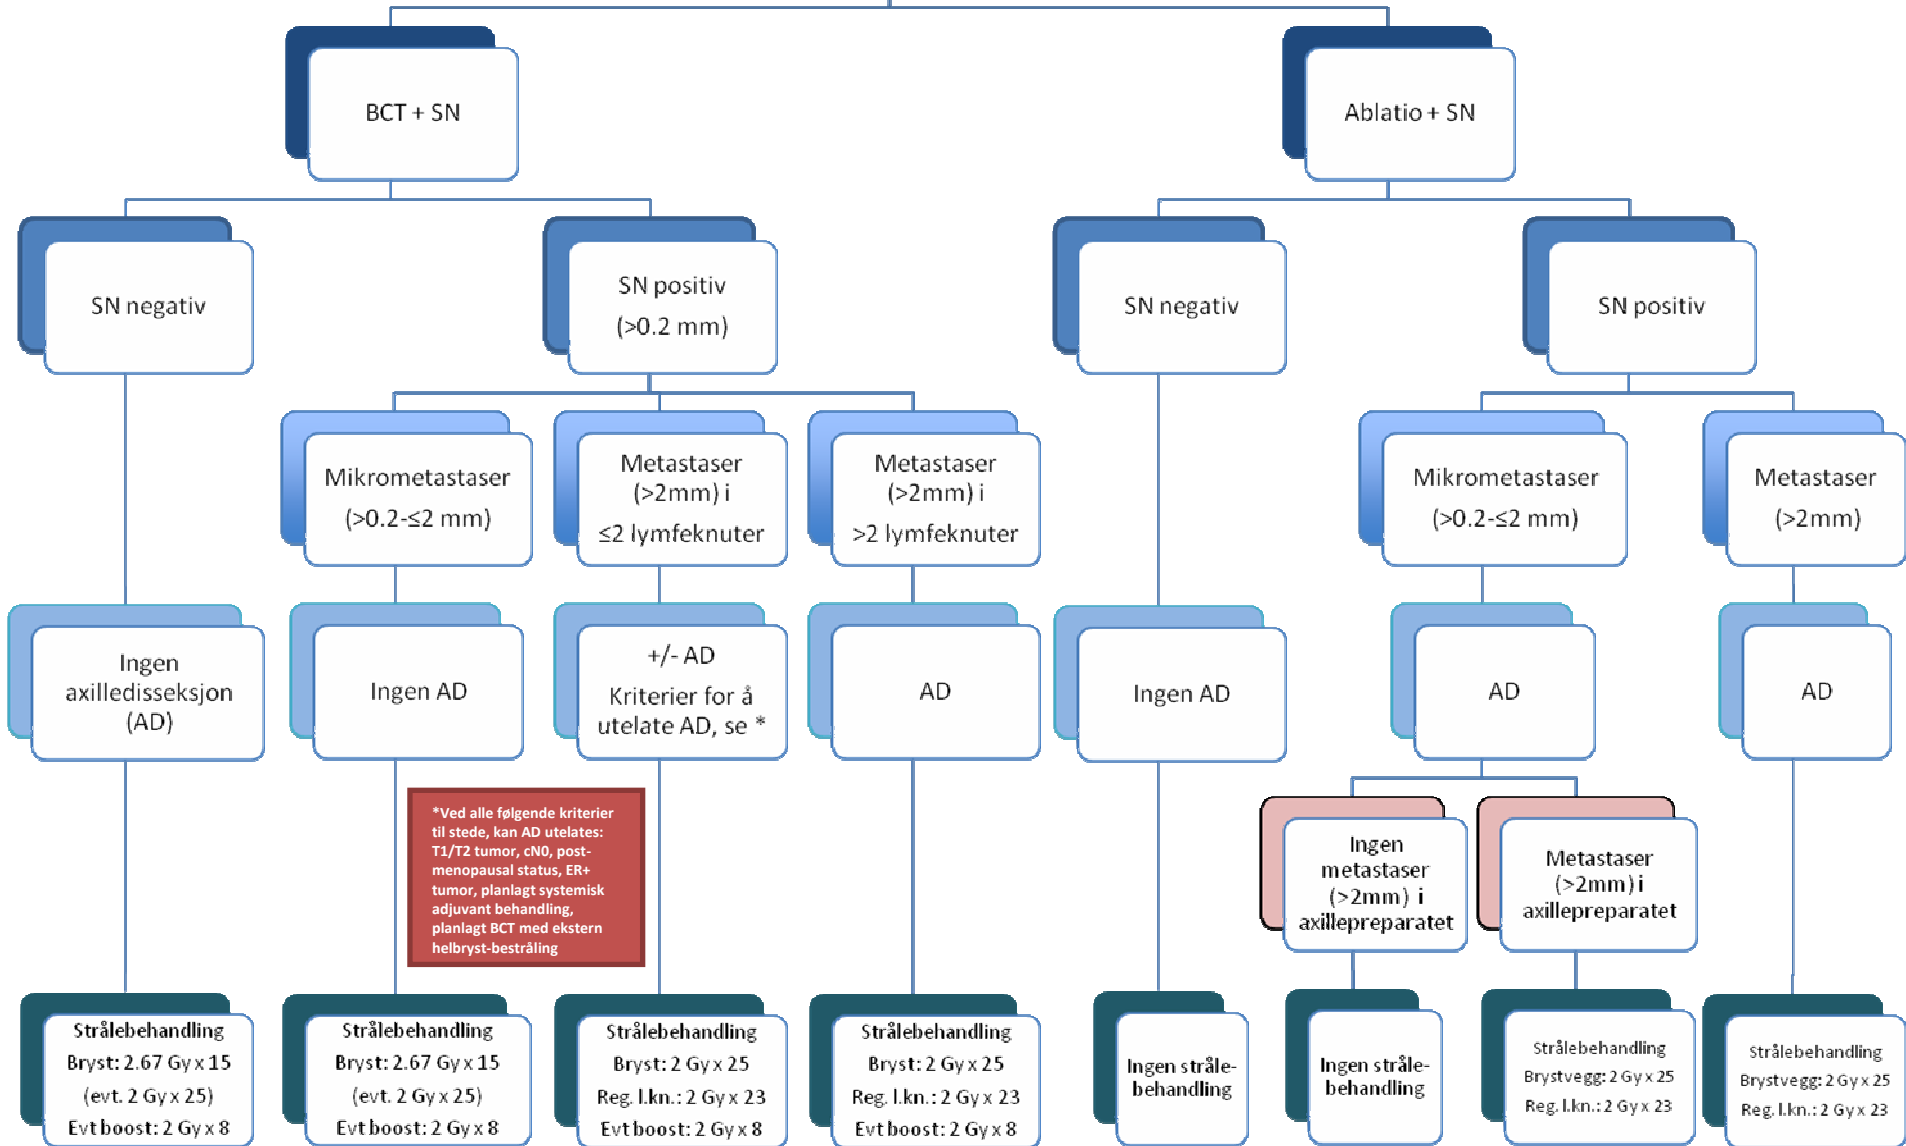 BCT + SN
Ablatio + SN
SN negativ
SN positiv
(>0.2 mm)
SN negativ
SN positiv
Mikrometastaser
(>0.2-≤2 mm)
Metastaser
(>2mm) i
≤2 lymfeknuter
Metastaser
(>2mm) i
>2 lymfeknuter
Mikrometastaser
(>0.2-≤2 mm)
Metastaser
(>2mm)
Ingen
axilledisseksjon
(AD)
Ingen AD
+/- AD
Kriterier for å
utelate AD, se *
AD
Ingen AD
AD
AD
*Ved alle følgende kriterier
til stede, kan AD utelates:
T1/T2 tumor, cN0, post-
menopausal status, ER+
tumor, planlagt systemisk
adjuvant behandling,
planlagt BCT med ekstern
helbryst-bestråling
Ingen
metastaser
(>2mm) i
axillepreparatet
Metastaser
(>2mm) i
axillepreparatet
Strålebehandling
Bryst: 2.67 Gy x 15
(evt. 2 Gy x 25)
Evt boost: 2 Gy x 8
Strålebehandling
Bryst: 2.67 Gy x 15
(evt. 2 Gy x 25)
Evt boost: 2 Gy x 8
Strålebehandling
Bryst: 2 Gy x 25
Reg. l.kn.: 2 Gy x 23
Evt boost: 2 Gy x 8
Strålebehandling
Bryst: 2 Gy x 25
Reg. l.kn.: 2 Gy x 23
Evt boost: 2 Gy x 8
Ingen stråle-
behandling
Ingen stråle-
behandling
Strålebehandling
Brystvegg: 2 Gy x 25
Reg. l.kn.: 2 Gy x 23
Strålebehandling
Brystvegg: 2 Gy x 25
Reg. l.kn.: 2 Gy x 23